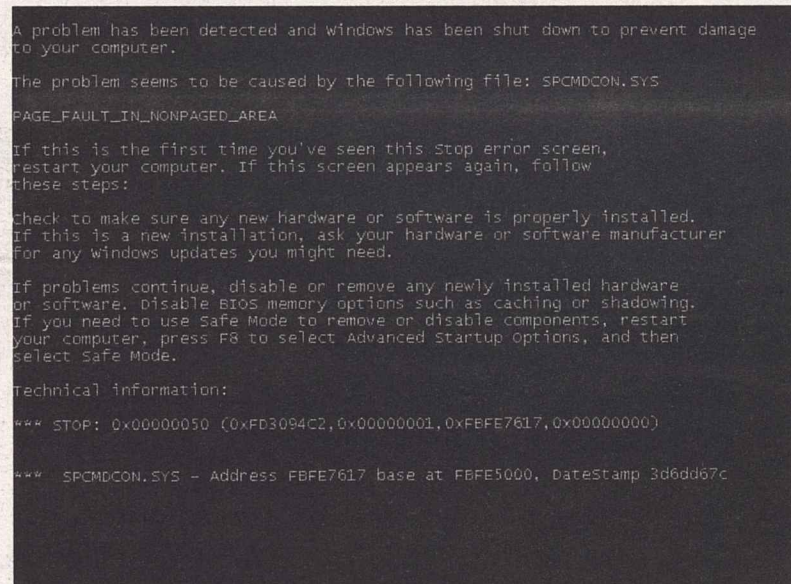 A problem has been detected and Windows has been shut down to prevent damage
to your computer.
The problem seems to be caused by the following file: SPCMDCON.SYS
PAGE_FAULT_IN_NONPAGED_AREA
If this is the first time you've seen this Stop error screen,
restart your computer. If this screen appears again, follow
these steps:
Check to make sure any new hardware or software is properly installed.
If this is a new installation, ask your hardware or software manufacturer
for any Windows updates you might need.
If problems continue, disable or remove any newly installed hardware
or software. Disable BIOS memory options such as caching or shadowing.
If you need to use Safe Mode to remove or disable components, restart
your computer, press F8 to select Advanced Startup Options, and then
select Safe Mode.
Technical information:
*** STOP: 0x00000050 (0xFD3094C2,0x00000001,0xFBFE7617,0x00000000)
*** SPCMDCON.SYS - Address FBFE7617 base at FBFE5000, DateStamp 3d6dd67c